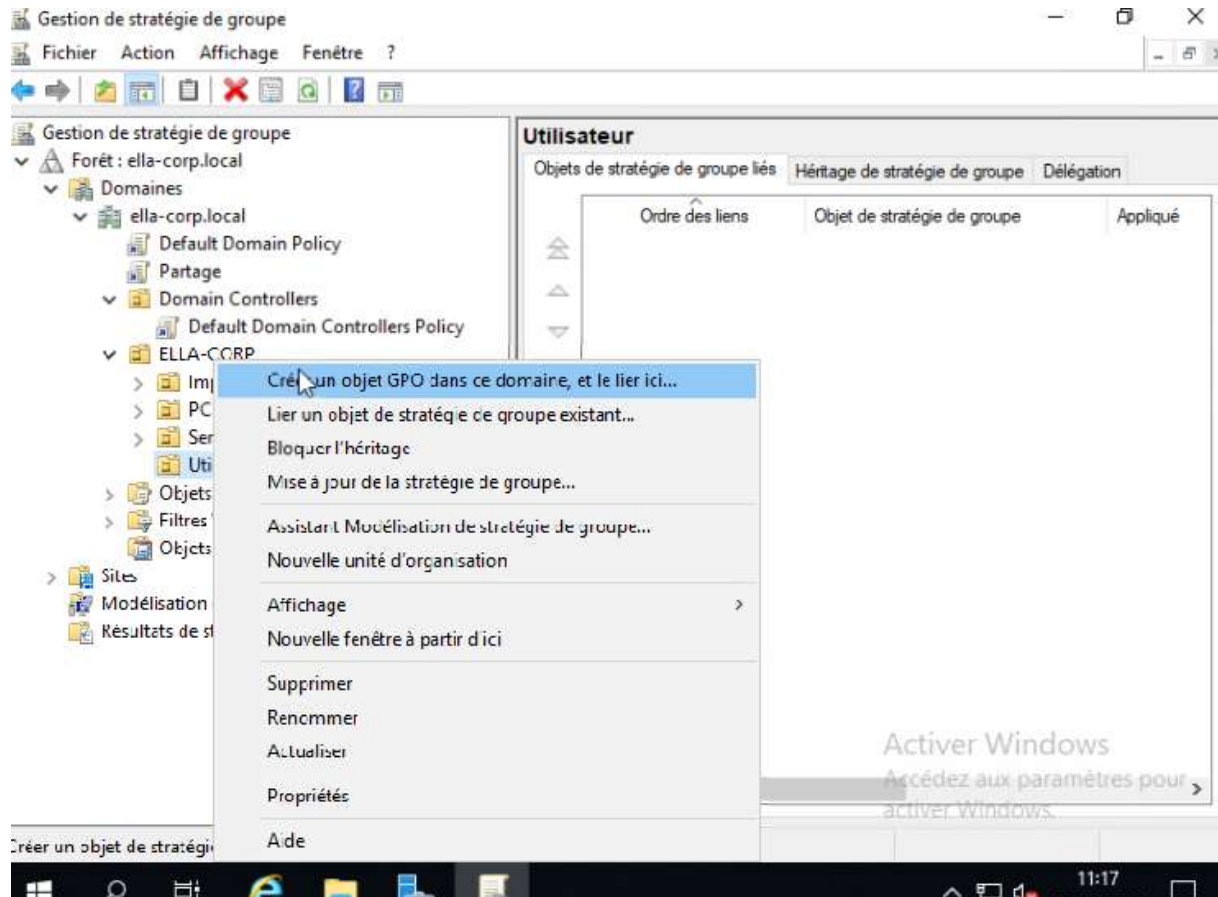 Gestion de stratégie de groupe
Fichier Action Affichage Fenêtre ?
Gestion de stratégie de groupe
Forêt : ella-corp.local
Domaines
ella-corp.local
Default Domain Policy
Partage
Domain Controllers
Default Domain Controllers Policy
ELLA-CORP
Imp
PC
Ser
Uti
Objets
Filtres
Objets
Sites
Modélisation
Résultats de st
Utilisateur
Objets de stratégie de groupe liés Héritage de stratégie de groupe Délégation
Ordre des liens Objet de stratégie de groupe Appliqué
Créer un objet GPO dans ce domaine, et le lier ici...
Lier un objet de stratégie de groupe existant...
Bloquer l'héritage
Mise à jour de la stratégie de groupe...
Assistant Modélisation de stratégie de groupe...
Nouvelle unité d'organisation
Affichage
Nouvelle fenêtre à partir d'ici
Supprimer
Renommer
Actualiser
Propriétés
Aide
Activer Windows
Accédez aux paramètres pour
activer Windows.
Créer un objet de stratégi
11:17